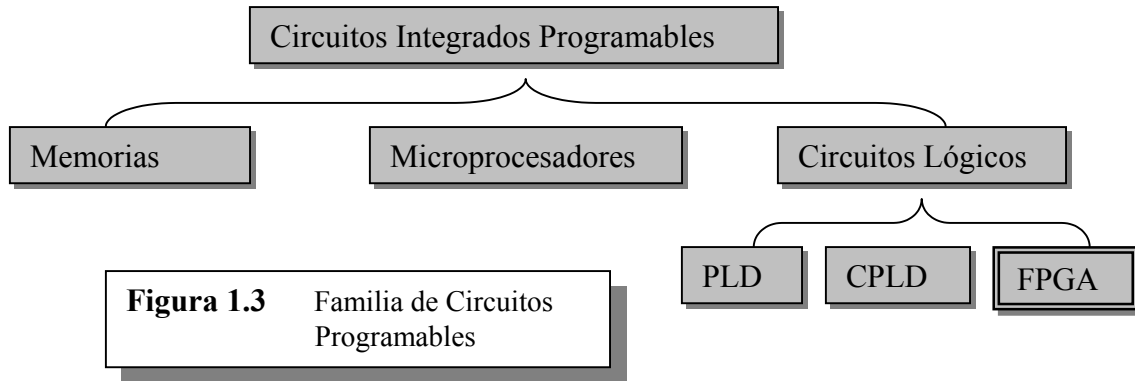 Circuitos Integrados Programables
Memorias
Microprocesadores
Circuitos Lógicos
PLD
CPLD
FPGA
Figura 1.3 Familia de Circuitos
Programables